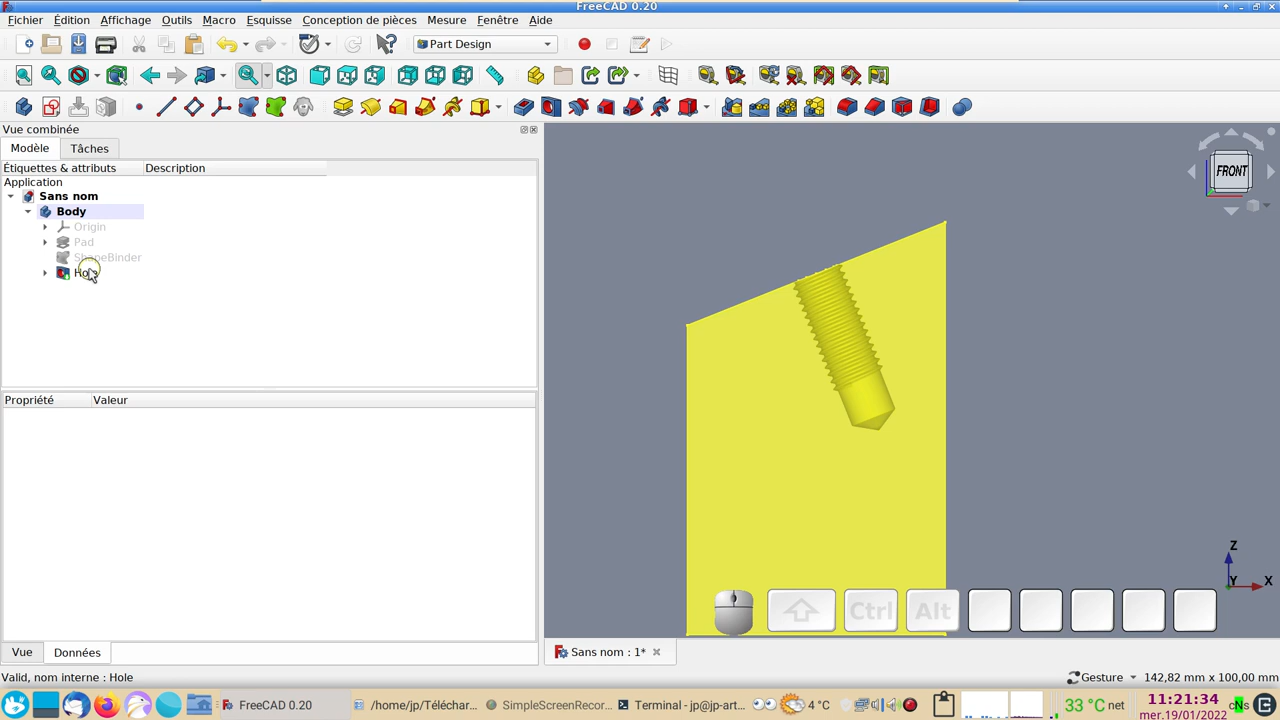 FreeCAD 0.20
Fichier Édition Affichage Outils Macro Esquisse Conception de pièces Mesure Fenêtre Aide
Part Design
Vue combinée
Modèle Tâches
Étiquettes & attributs Description
Application
Sans nom
Body
Origin
Pad
ShapeBinder
Hole
Propriété Valeur
Vue Données
FRONT
Z
Y X
Ctrl Alt
Sans nom : 1*
Valid, nom interne : Hole
Gesture 142,82 mm x 100,00 mm
FreeCAD 0.20 /home/jp/Téléchar... SimpleScreenRecor... Terminal - jp@jp-art... 4 °C 33 °C net 11:21:34 cNs
mer.19/01/2022